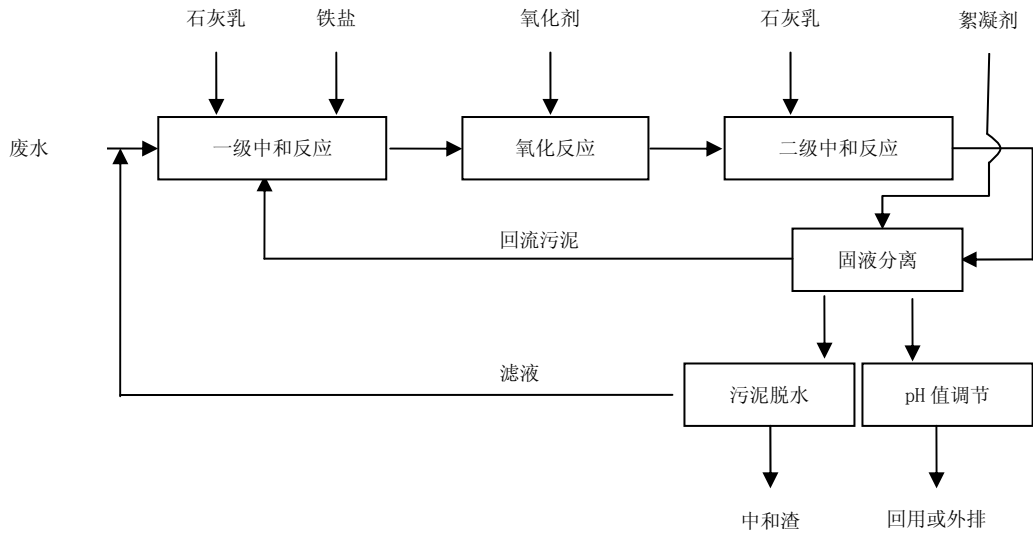 石灰乳
铁盐
氧化剂
石灰乳
絮凝剂
废水
一级中和反应
氧化反应
二级中和反应
回流污泥
固液分离
滤液
污泥脱水
pH 值调节
中和渣
回用或外排